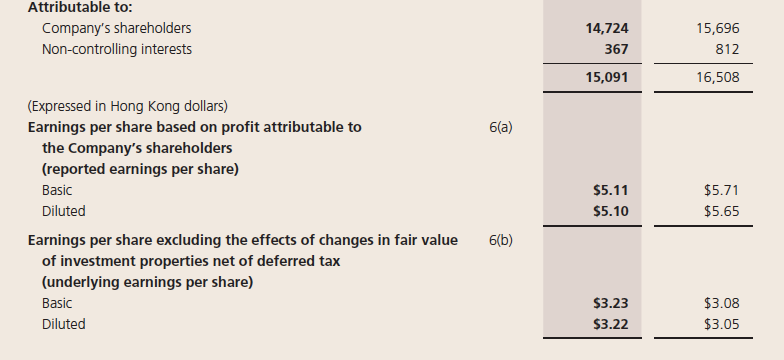 Attributable to:
Company’s shareholders 14,724 15,696
Non-controlling interests 367 812
15,091 16,508
(Expressed in Hong Kong dollars)
Earnings per share based on profit attributable to 6(a)
the Company’s shareholders
(reported earnings per share)
Basic $5.11 $5.71
Diluted $5.10 $5.65
Earnings per share excluding the effects of changes in fair value 6(b)
of investment properties net of deferred tax
(underlying earnings per share)
Basic $3.23 $3.08
Diluted $3.22 $3.05